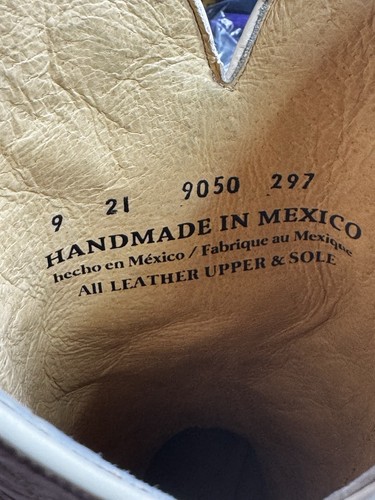 9 21 9050 297
HANDMADE IN MEXICO
hecho en México / Fabrique au Mexique
All LEATHER UPPER & SOLE